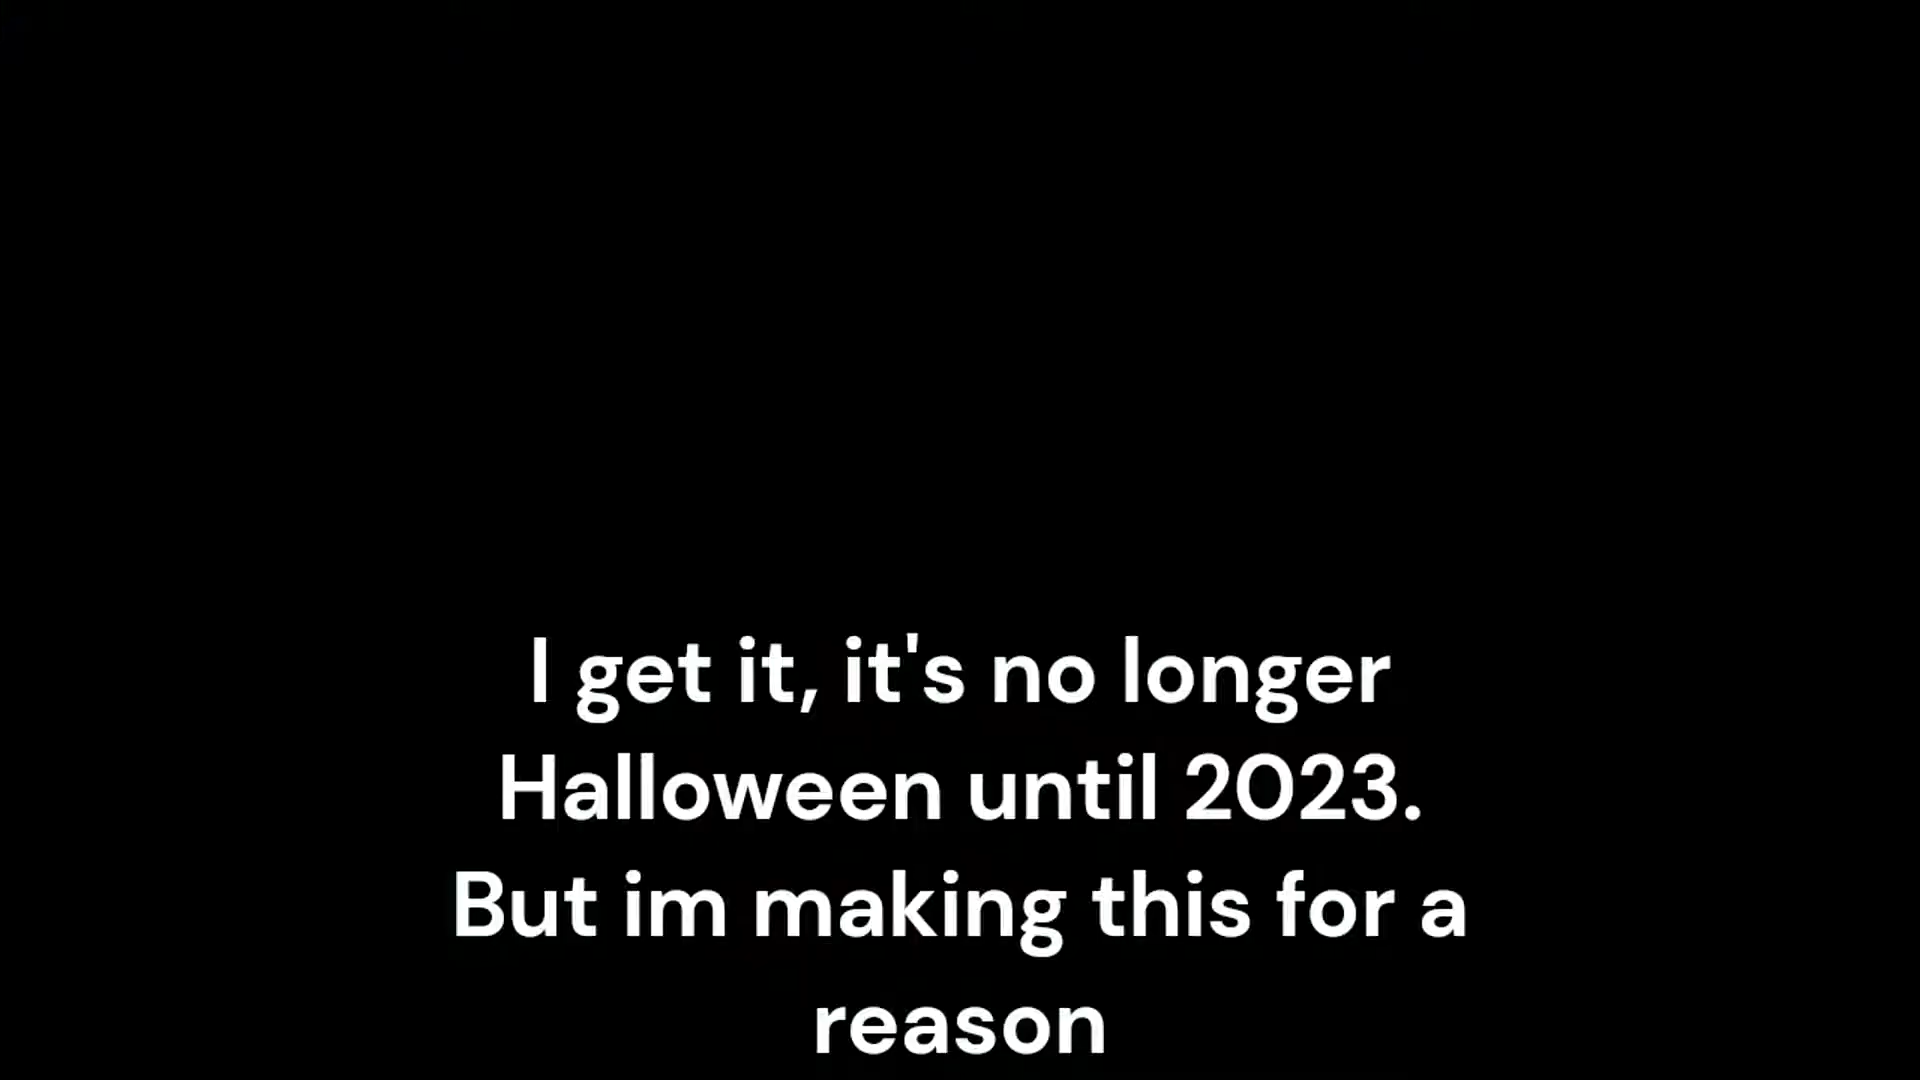 I get it, it's no longer
Halloween until 2023.
But im making this for a
reason